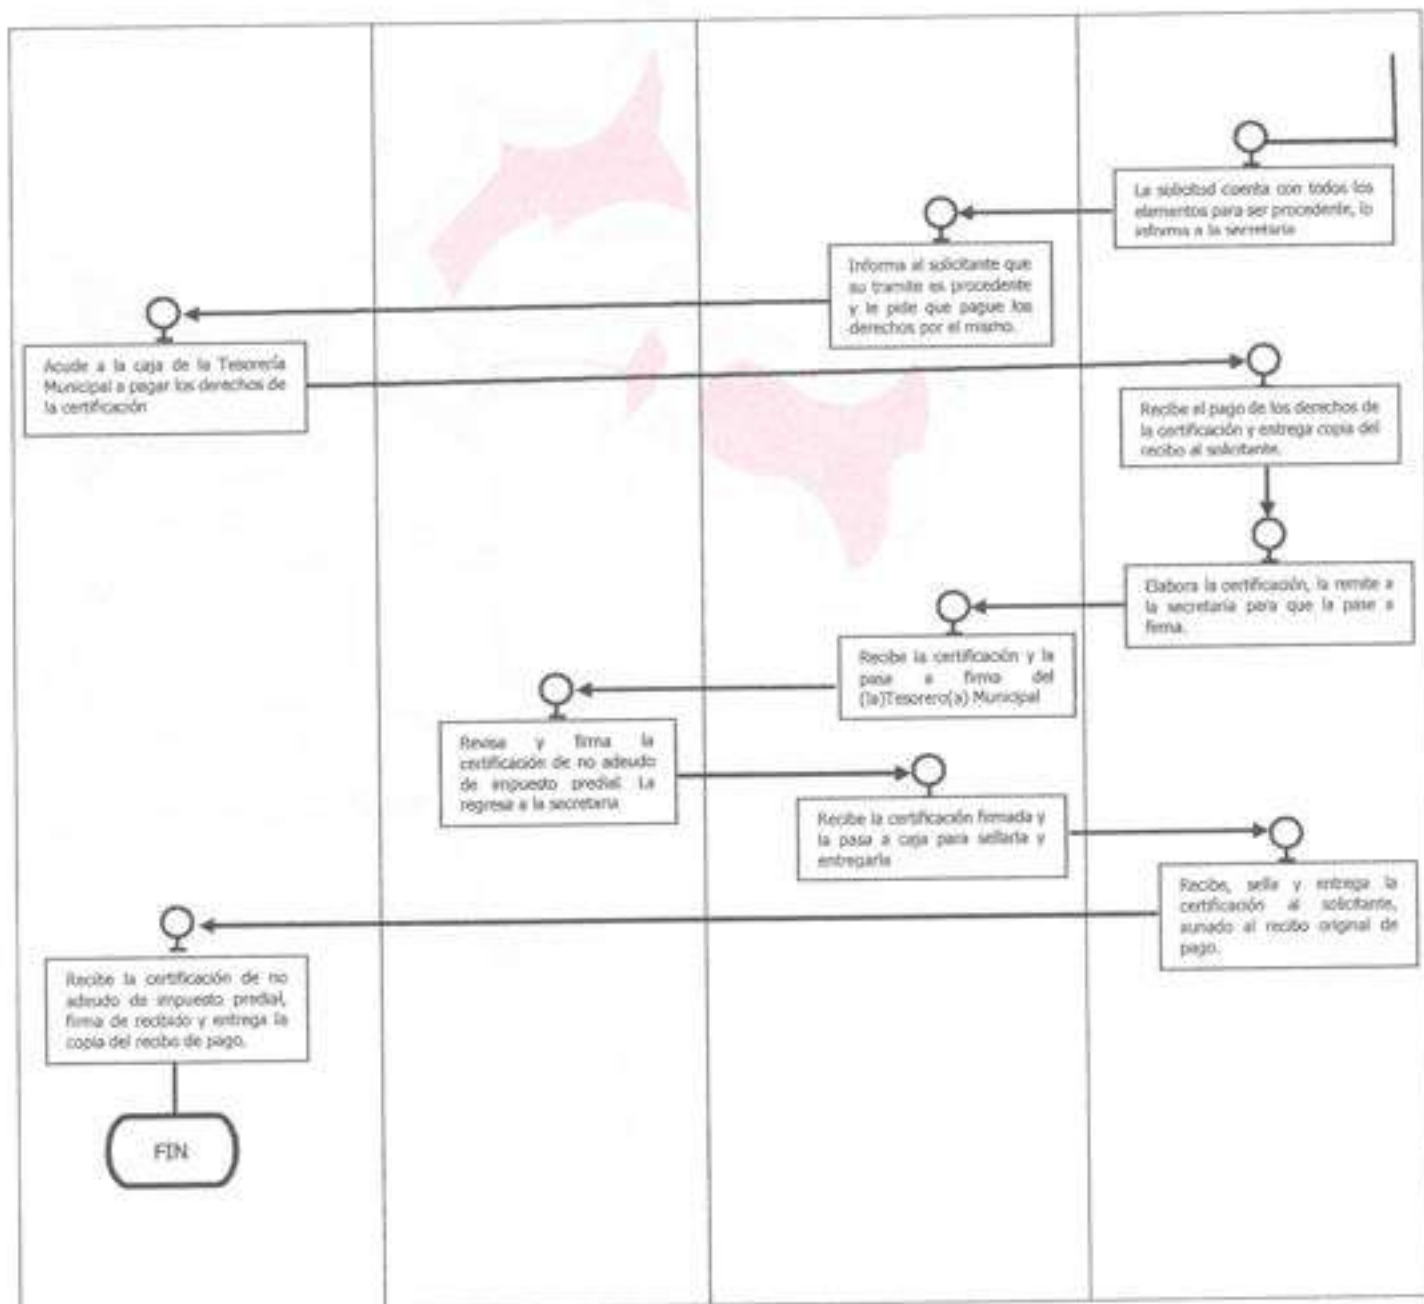 La solicitud cuenta con todos los
elementos para ser procedente, lo
informa a la secretaria
Informa al solicitante que
su tramite es procedente
y le pide que pague los
derechos por el mismo.
Acude a la caja de la Tesorería
Municipal a pagar los derechos de
la certificación
Recibe el pago de los derechos de
la certificación y entrega copia del
recibo al solicitante.
Elabora la certificación, la remite a
la secretaria para que la pase a
firma.
Recibe la certificación y la
pasa a firma del
(la)Tesorero(a) Municipal
Revisa y firma la
certificación de no adeudo
de impuesto predial. La
regresa a la secretaria
Recibe la certificación firmada y
la pasa a caja para sellarla y
entregarla
Recibe, sella y entrega la
certificación al solicitante,
aunado al recibo original de
pago.
Recibe la certificación de no
adeudo de impuesto predial,
firma de recibido y entrega la
copia del recibo de pago.
FIN